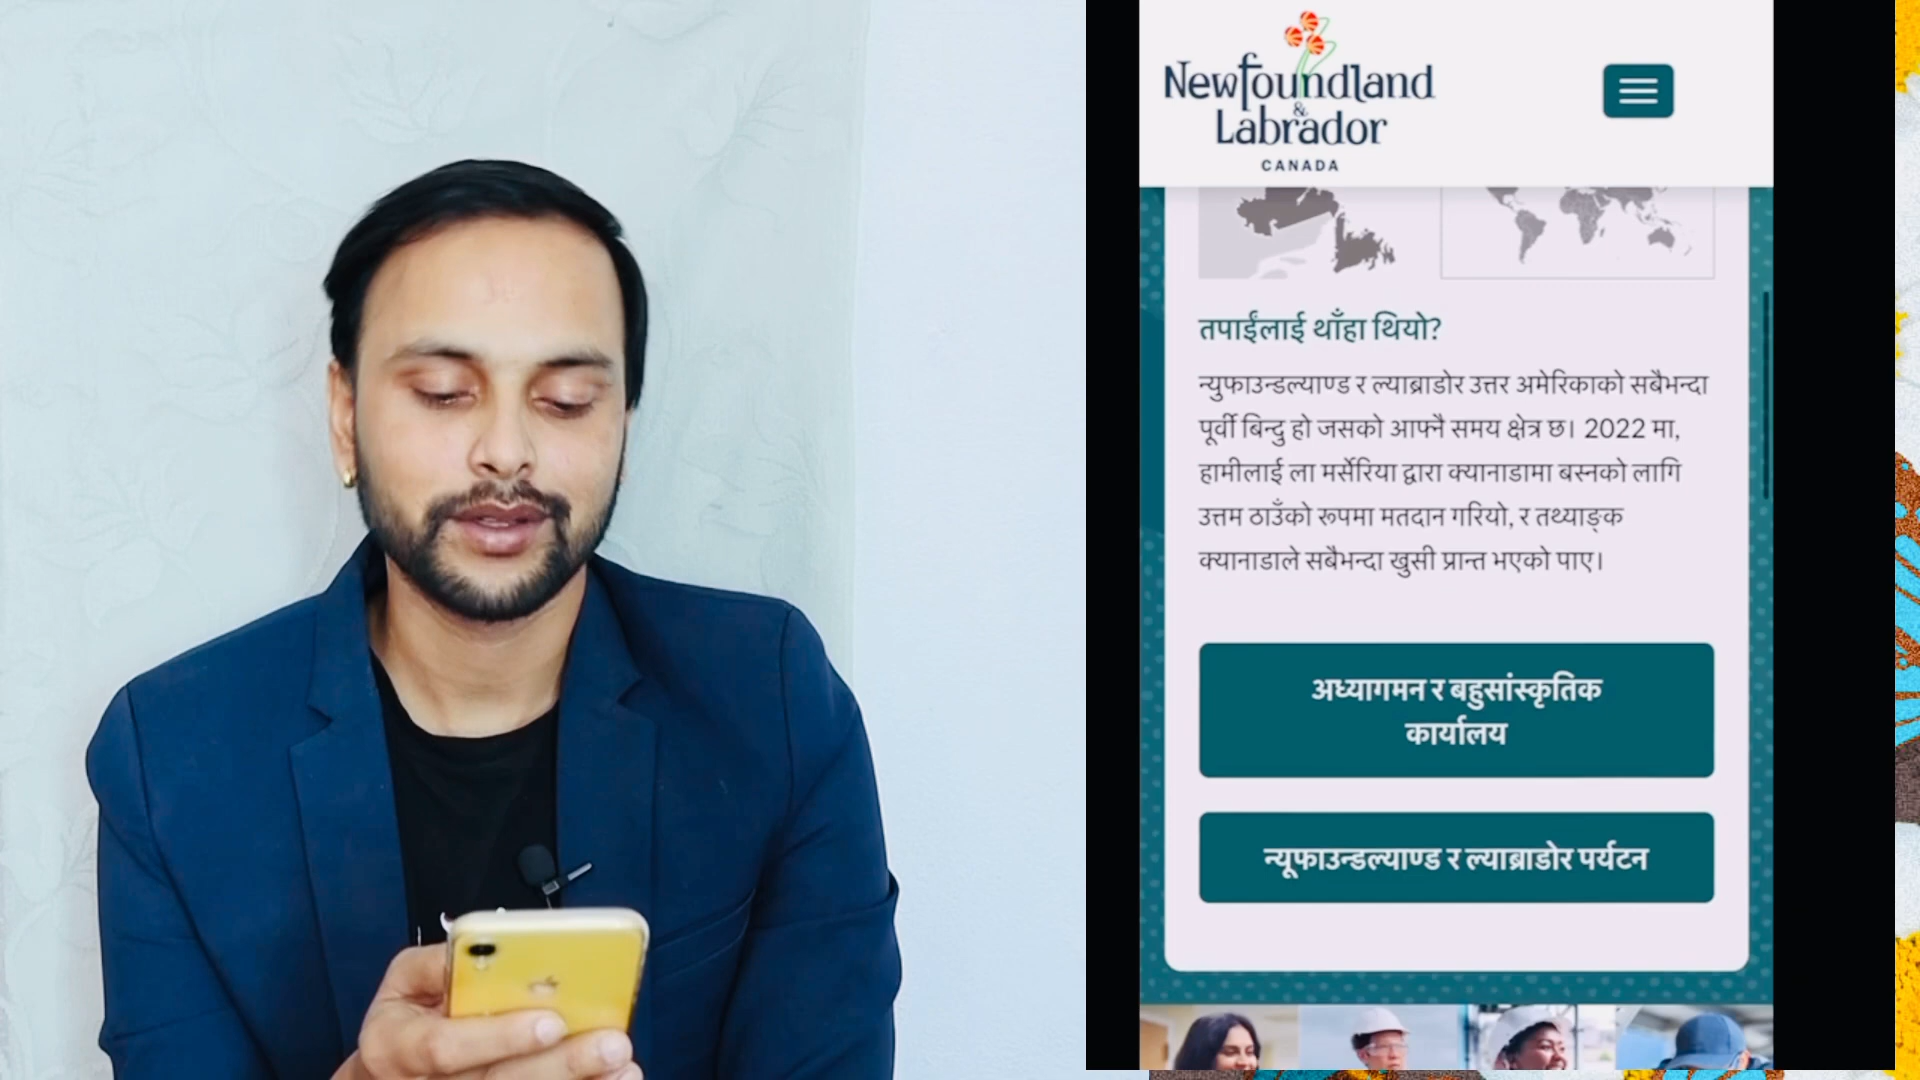 Newfoundland
&
Labrador
CANADA
तपाईंलाई थाँहा थियो?
न्युफाउन्डल्याण्ड र ल्याब्राडोर उत्तर अमेरिकाको सबैभन्दा
पूर्वी बिन्दु हो जसको आफ्नै समय क्षेत्र छ। 2022 मा,
हामीलाई ला मर्सेरिया द्वारा क्यानाडामा बस्नको लागि
उत्तम ठाउँको रूपमा मतदान गरियो, र तथ्याङ्क
क्यानाडाले सबैभन्दा खुसी प्रान्त भएको पाए।
अध्यागमन र बहुसांस्कृतिक
कार्यालय
न्यूफाउन्डल्याण्ड र ल्याब्राडोर पर्यटन